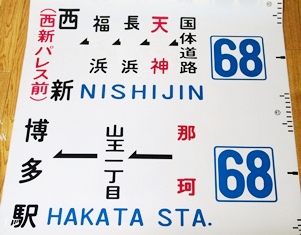 西新
（西新パレス前）
福浜
長浜
天神
国体道路
68
NISHIJIN
博多駅
山王一丁目
那珂
68
HAKATA STA.